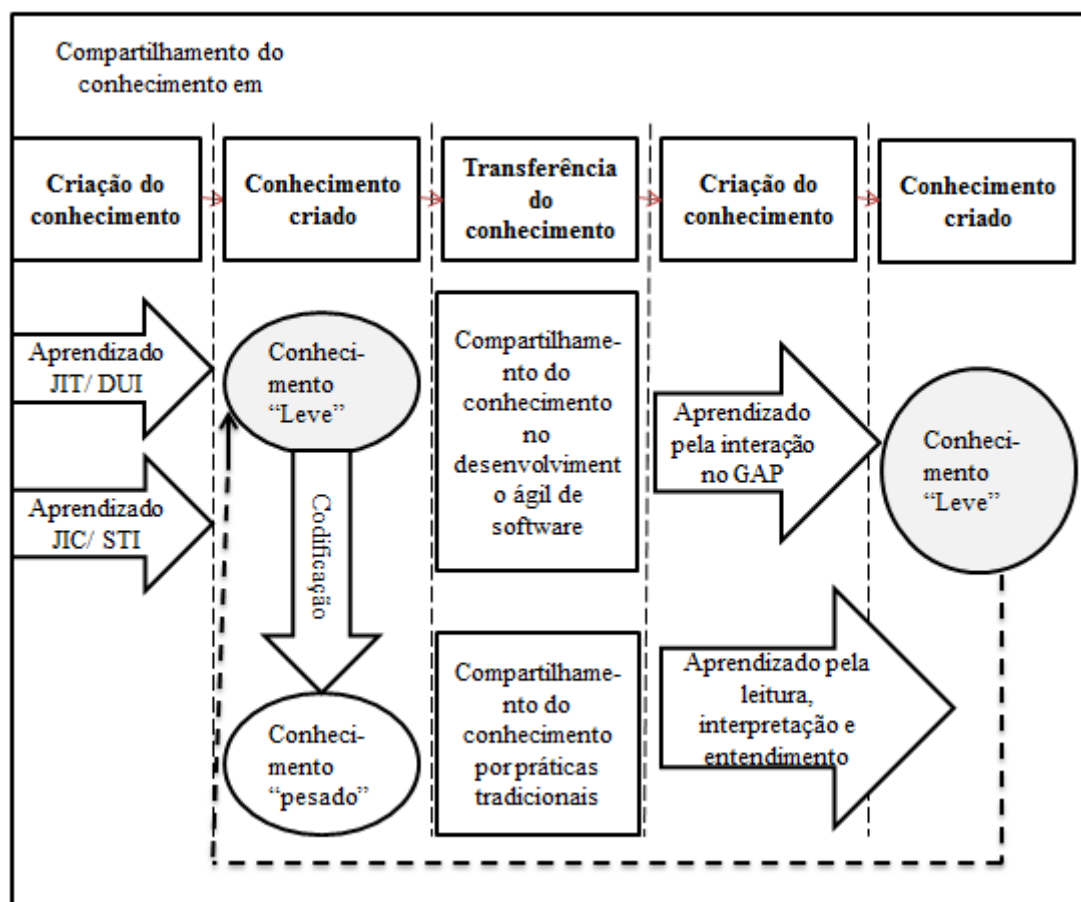 Compartilhamento do
conhecimento em
Criação do
conhecimento
Conhecimento
criado
Transferência
do
conhecimento
Criação do
conhecimento
Conhecimento
criado
Aprendizado
JIT/ DUI
Aprendizado
JIC/ STI
Conheci-
mento
“Leve”
Codificação
Conheci-
mento
“pesado”
Compartilhame-
nto do
conhecimento
no
desenvolviment
o ágil de
software
Compartilhame-
nto do
conhecimento
por práticas
tradicionais
Aprendizado
pela interação
no GAP
Aprendizado pela
leitura,
interpretação e
entendimento
Conheci-
mento
“Leve”